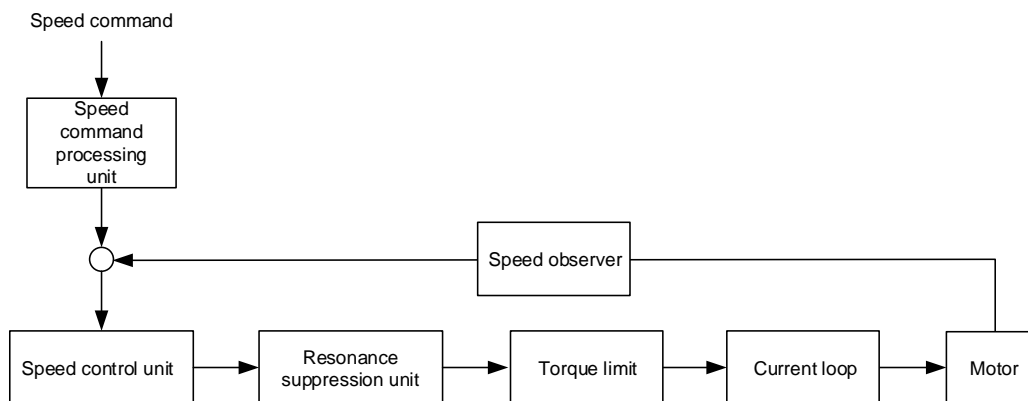 Speed command
Speed
command
processing
unit
Speed observer
Speed control unit
Resonance
suppression unit
Torque limit
Current loop
Motor